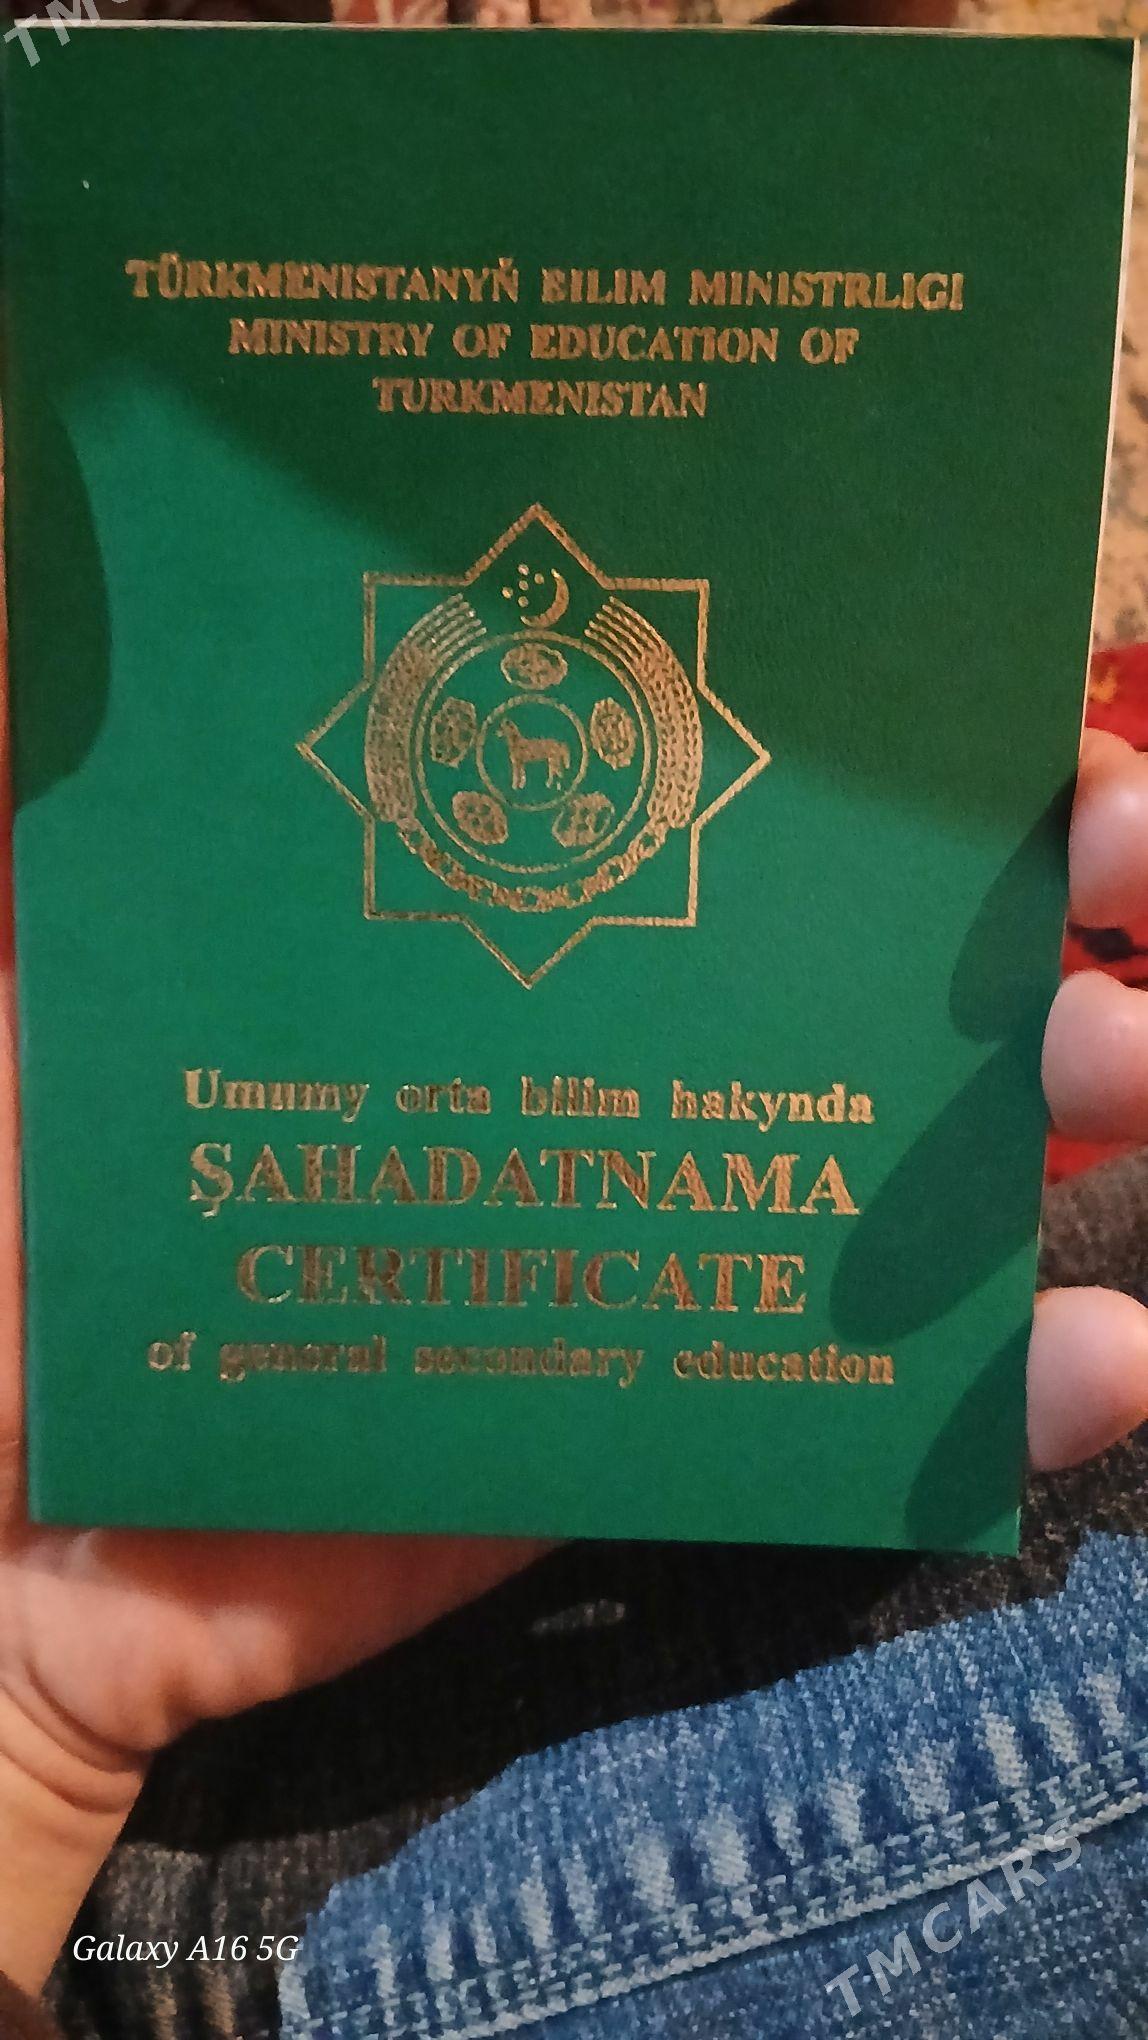 TÜRKMENISTANYŇ BILIM MINISTRLIGI
MINISTRY OF EDUCATION OF
TURKMENISTAN
Umumy orta bilim hakynda
ŞAHADATNAMA
CERTIFICATE
of general secondary education
Galaxy A16 5G
TMCARS